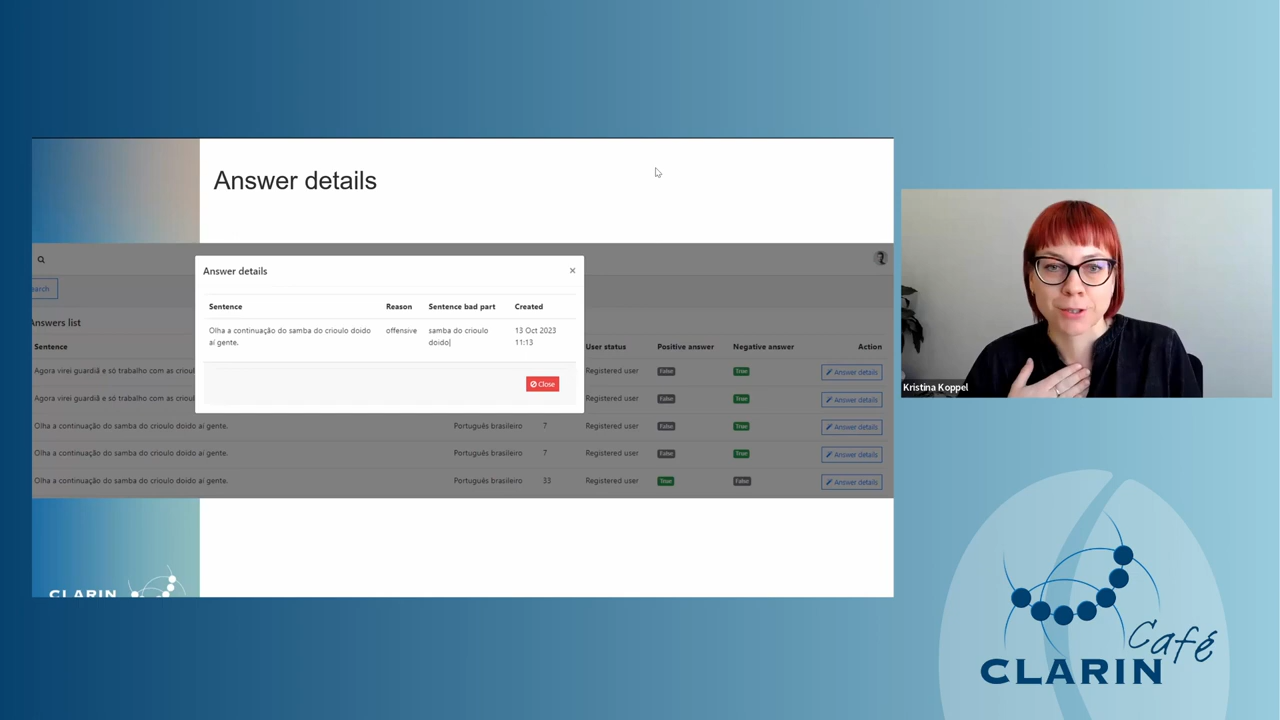 Answer details
arch
Answers list
Answer details ×
Sentence Reason Sentence bad part Created
Olha a continuação do samba do crioulo doido offensive samba do crioulo 13 Oct 2023
aí gente. doido| 11:13
Close
Sentence User status Positive answer Negative answer Action
Agora virei guardiã e só trabalho com as crioul Registered user False True Answer details
Agora virei guardiã e só trabalho com as crioul Registered user False True Answer details
Olha a continuação do samba do crioulo doido aí gente. Português brasileiro 7 Registered user False True Answer details
Olha a continuação do samba do crioulo doido aí gente. Português brasileiro 7 Registered user False True Answer details
Olha a continuação do samba do crioulo doido aí gente. Português brasileiro 33 Registered user True False Answer details
CLARIN
Kristina Koppel
Café
CLARIN